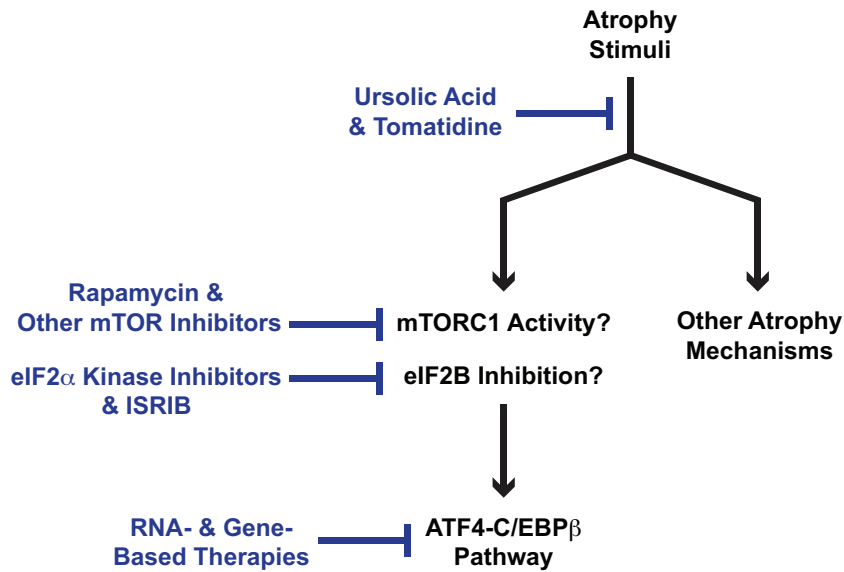 Atrophy
Stimuli
Ursolic Acid
& Tomatidine
Rapamycin &
Other mTOR Inhibitors
mTORC1 Activity?
Other Atrophy
Mechanisms
eIF2α Kinase Inhibitors
& ISRIB
eIF2B Inhibition?
RNA- & Gene-
Based Therapies
ATF4-C/EBPβ
Pathway